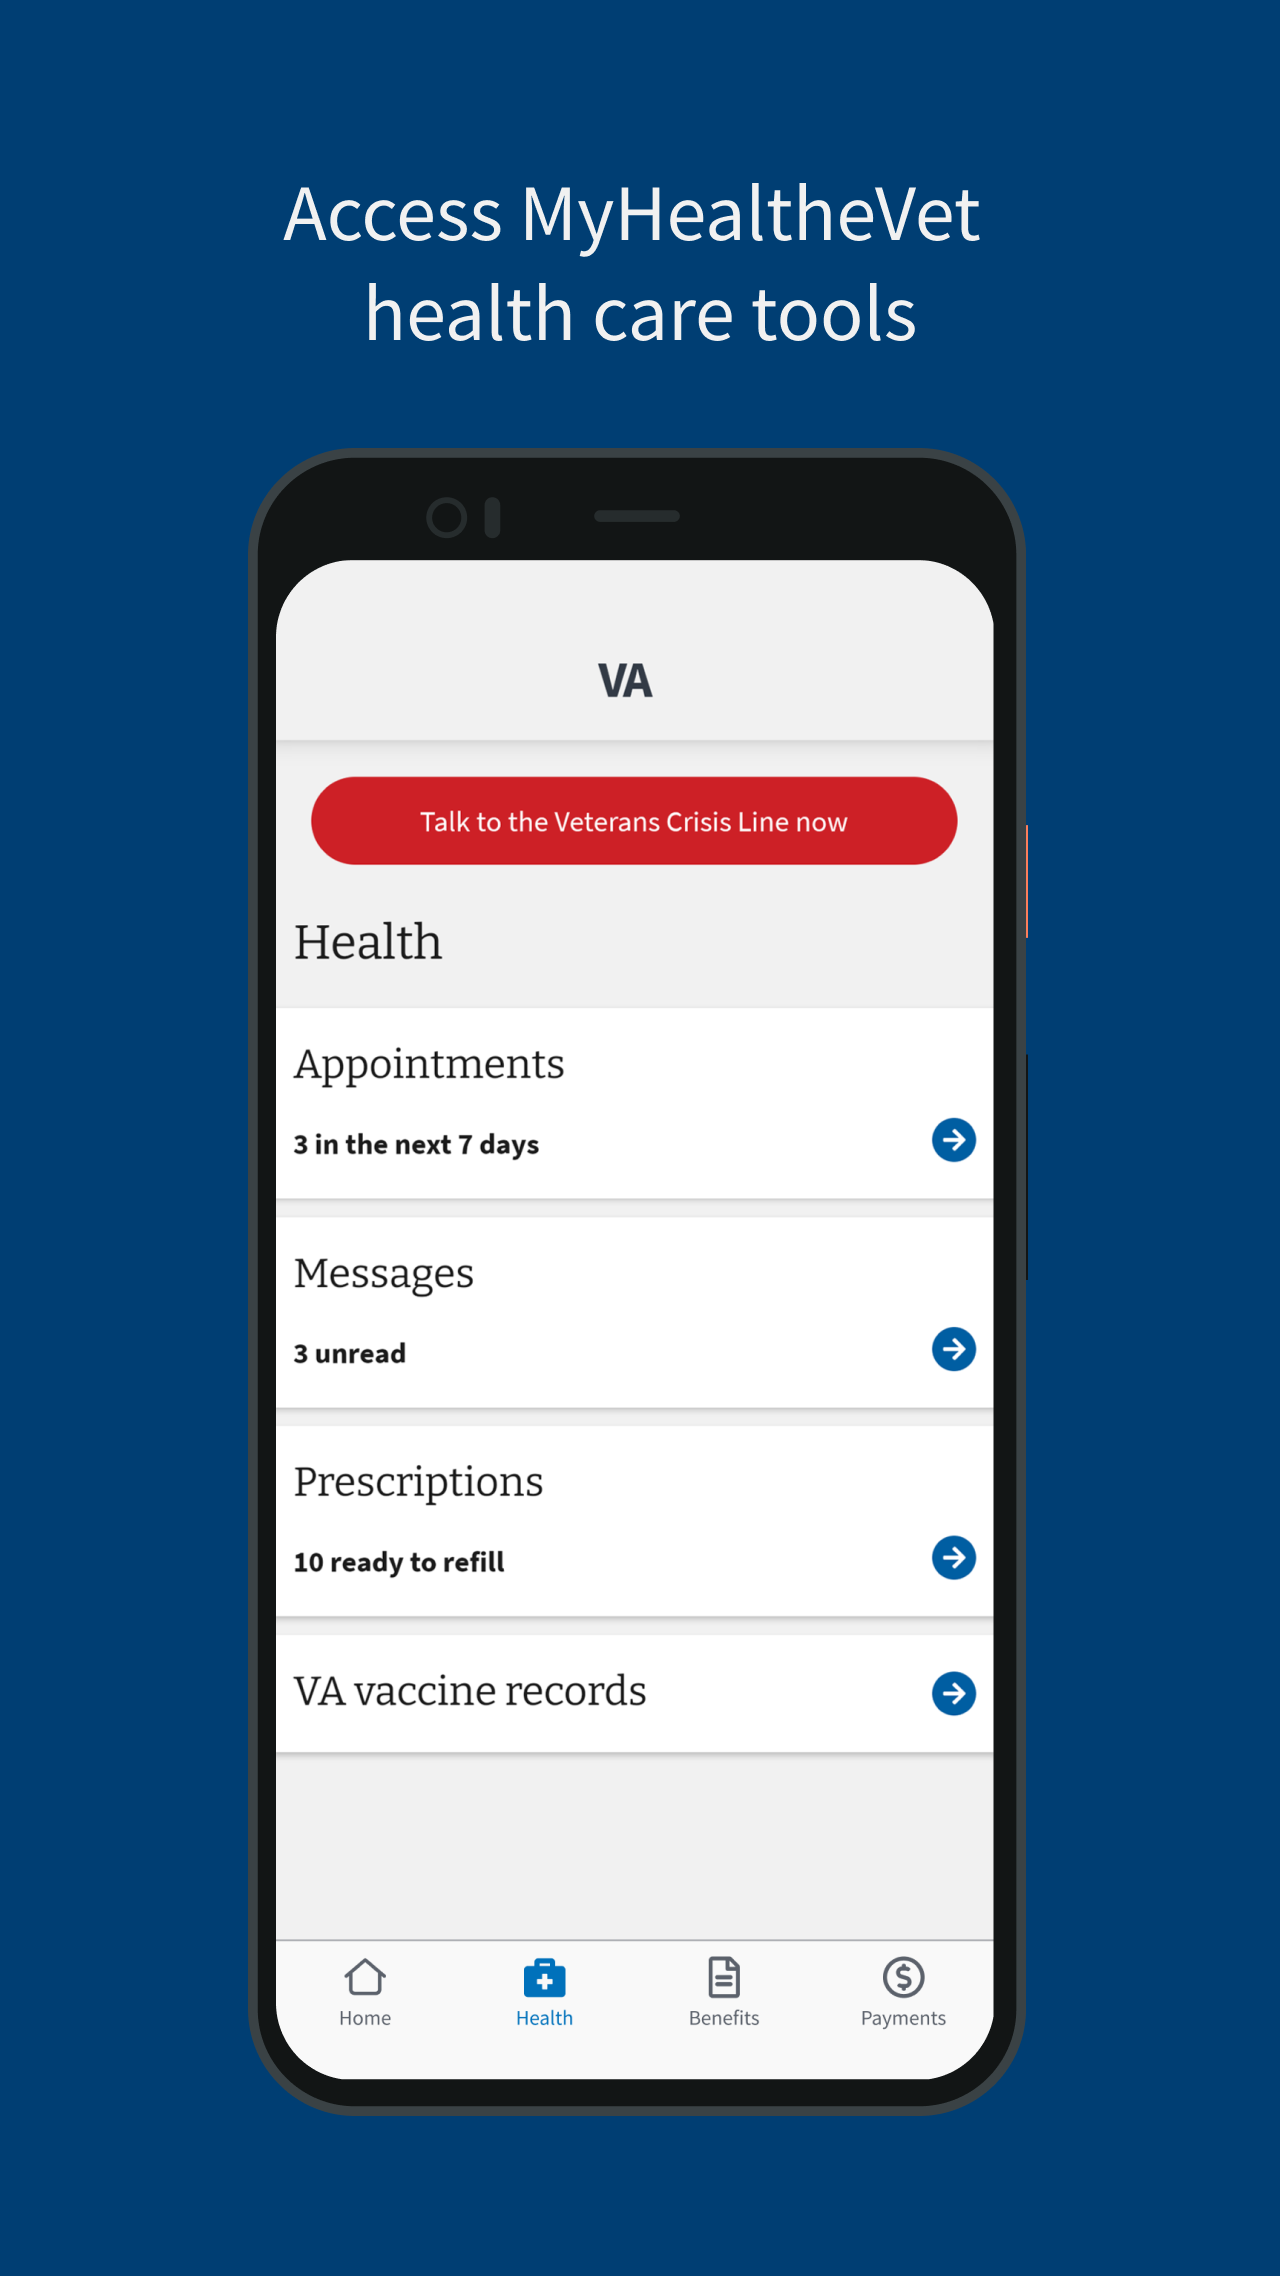 Access MyHealtheVet
health care tools
VA
Talk to the Veterans Crisis Line now
Health
Appointments
3 in the next 7 days
Messages
3 unread
Prescriptions
10 ready to refill
VA vaccine records
Home
Health
Benefits
Payments